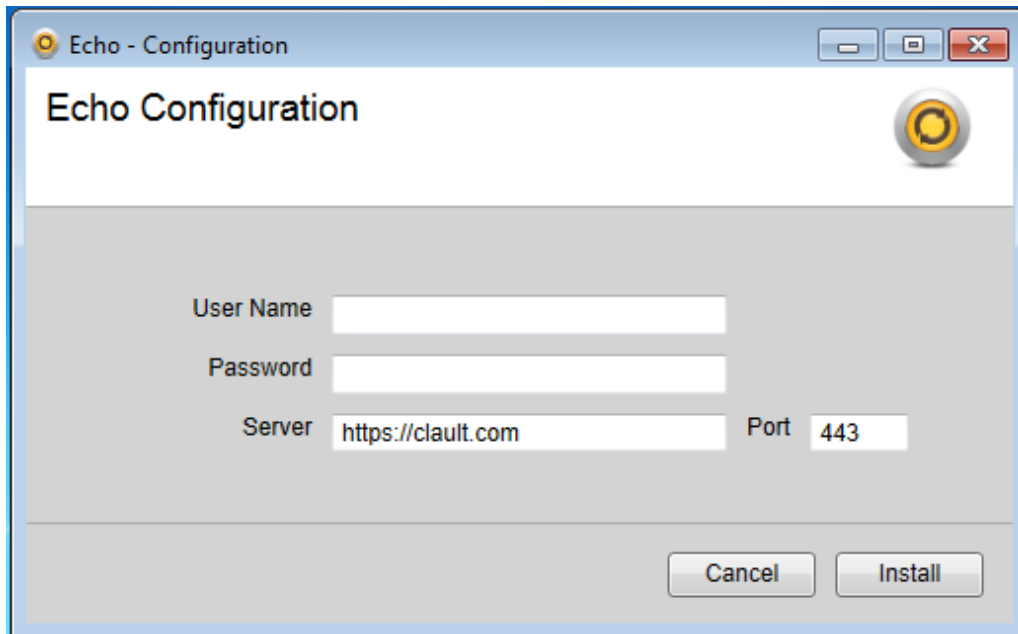 Echo - Configuration
Echo Configuration
User Name
Password
Server https://clault.com Port 443
Cancel Install